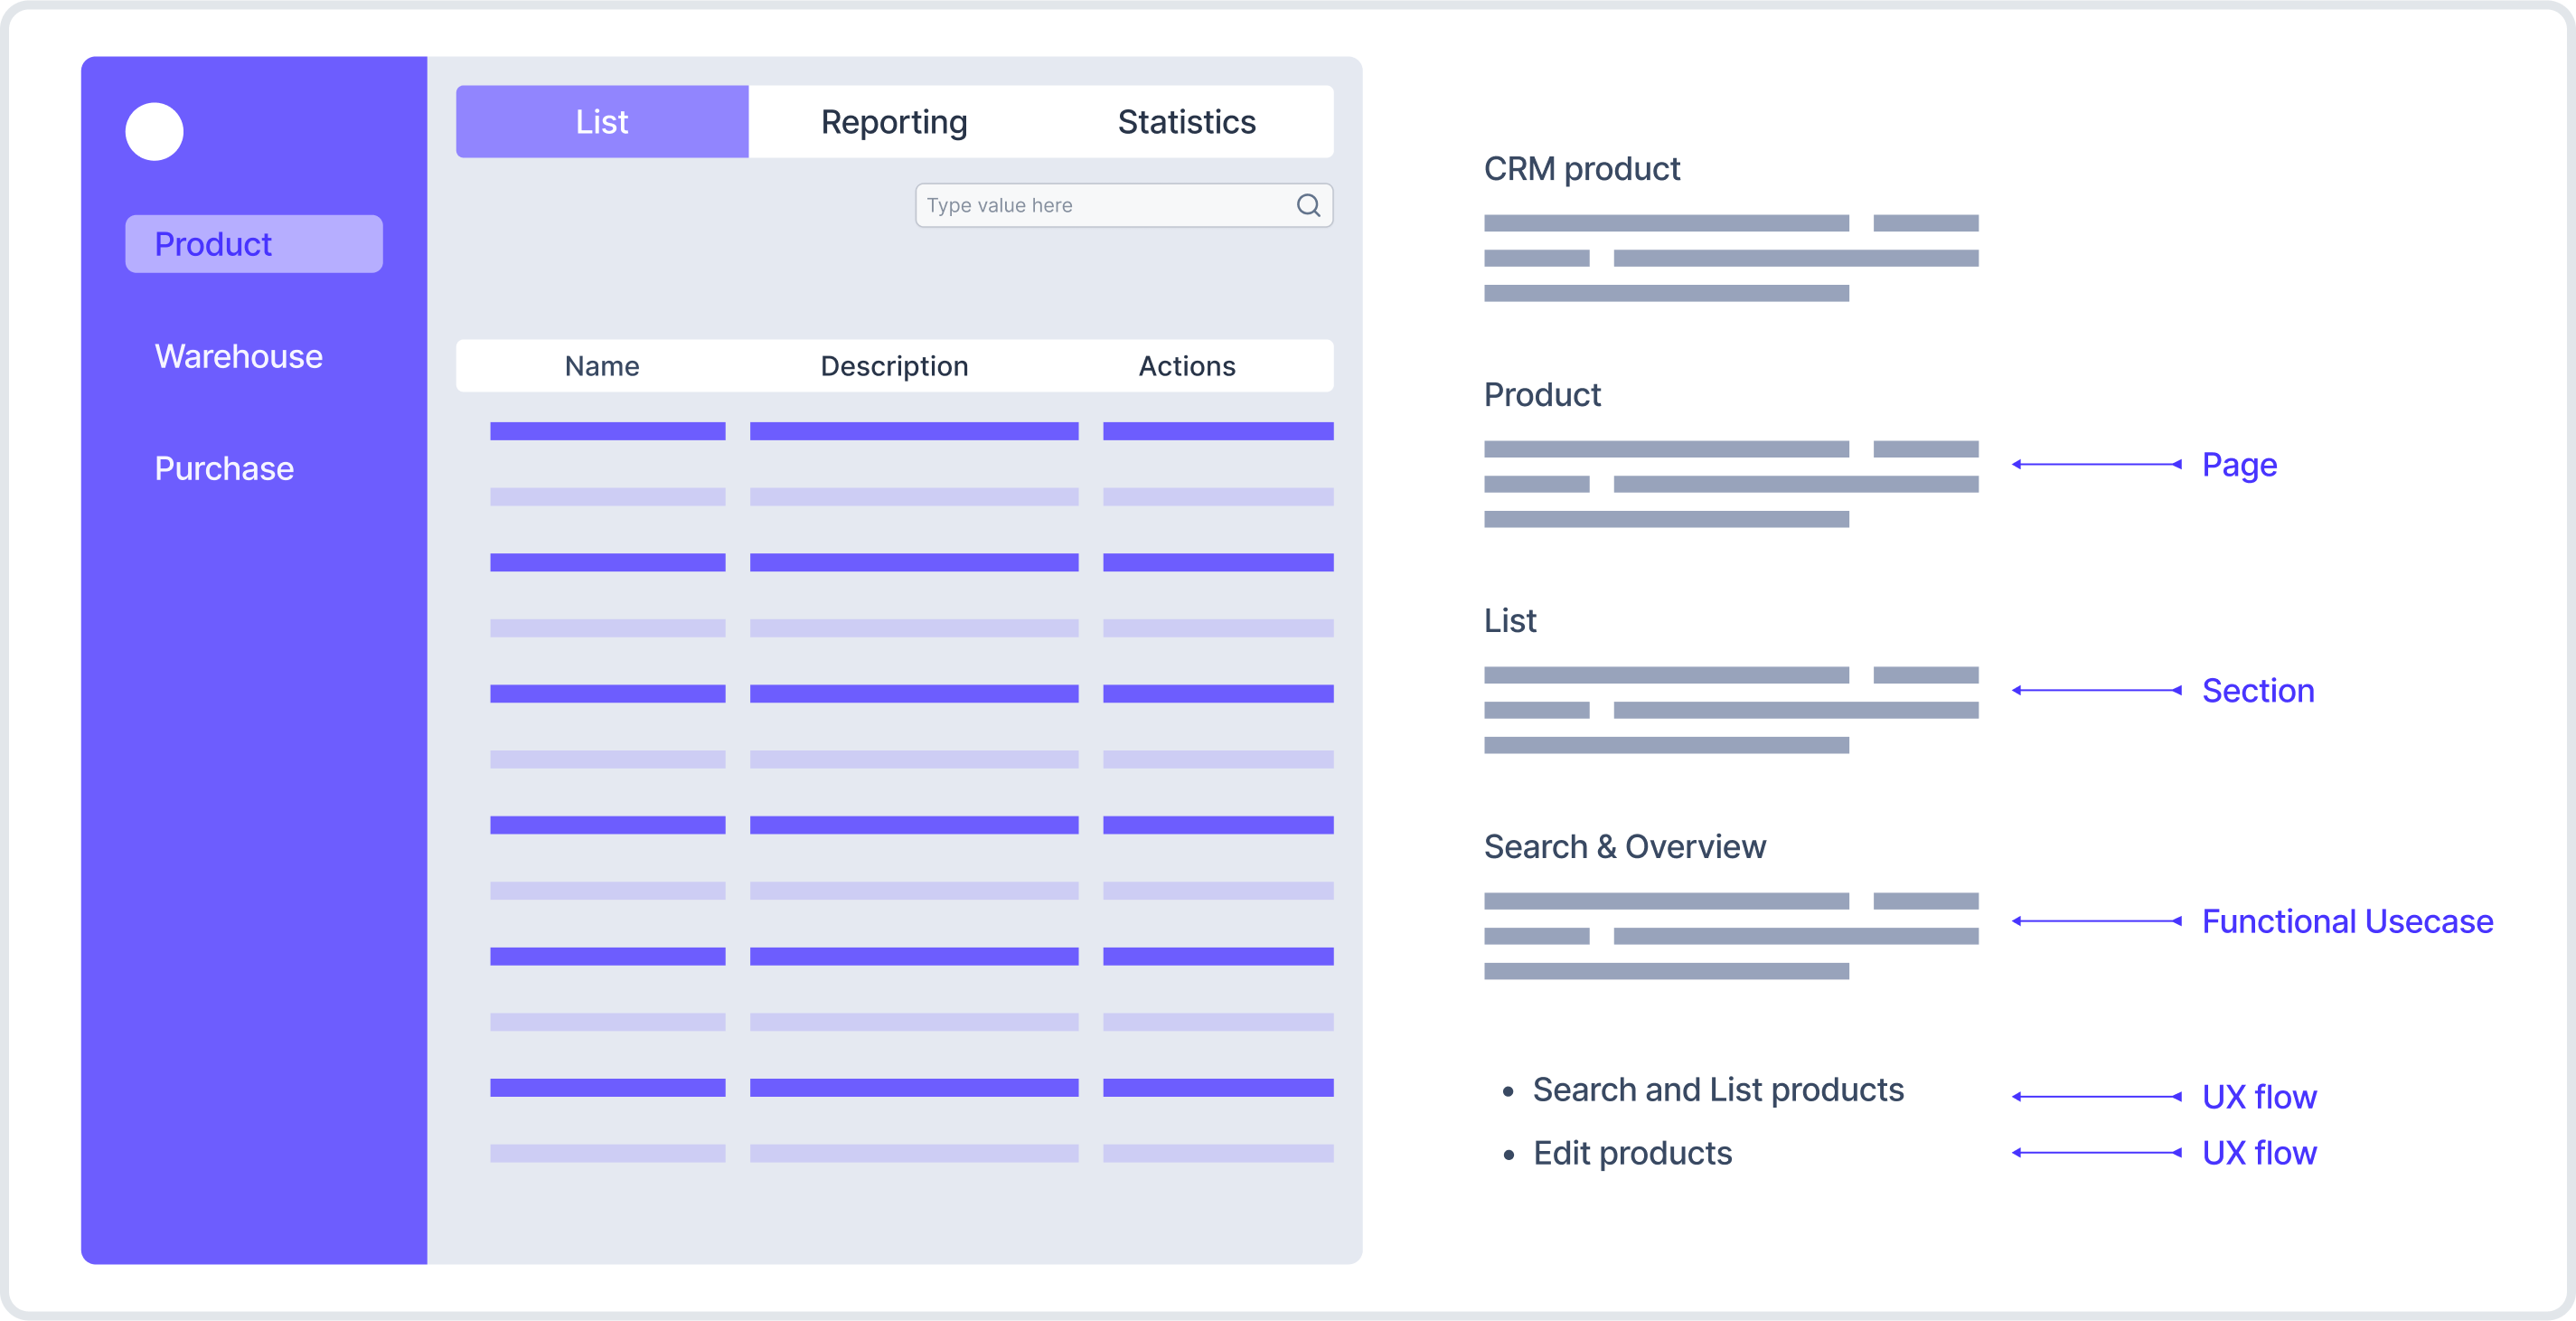 Product
Warehouse
Purchase
List Reporting Statistics
Type value here
Name Description Actions
CRM product
Product
Page
List
Section
Search & Overview
Functional Usecase
• Search and List products
UX flow
• Edit products
UX flow